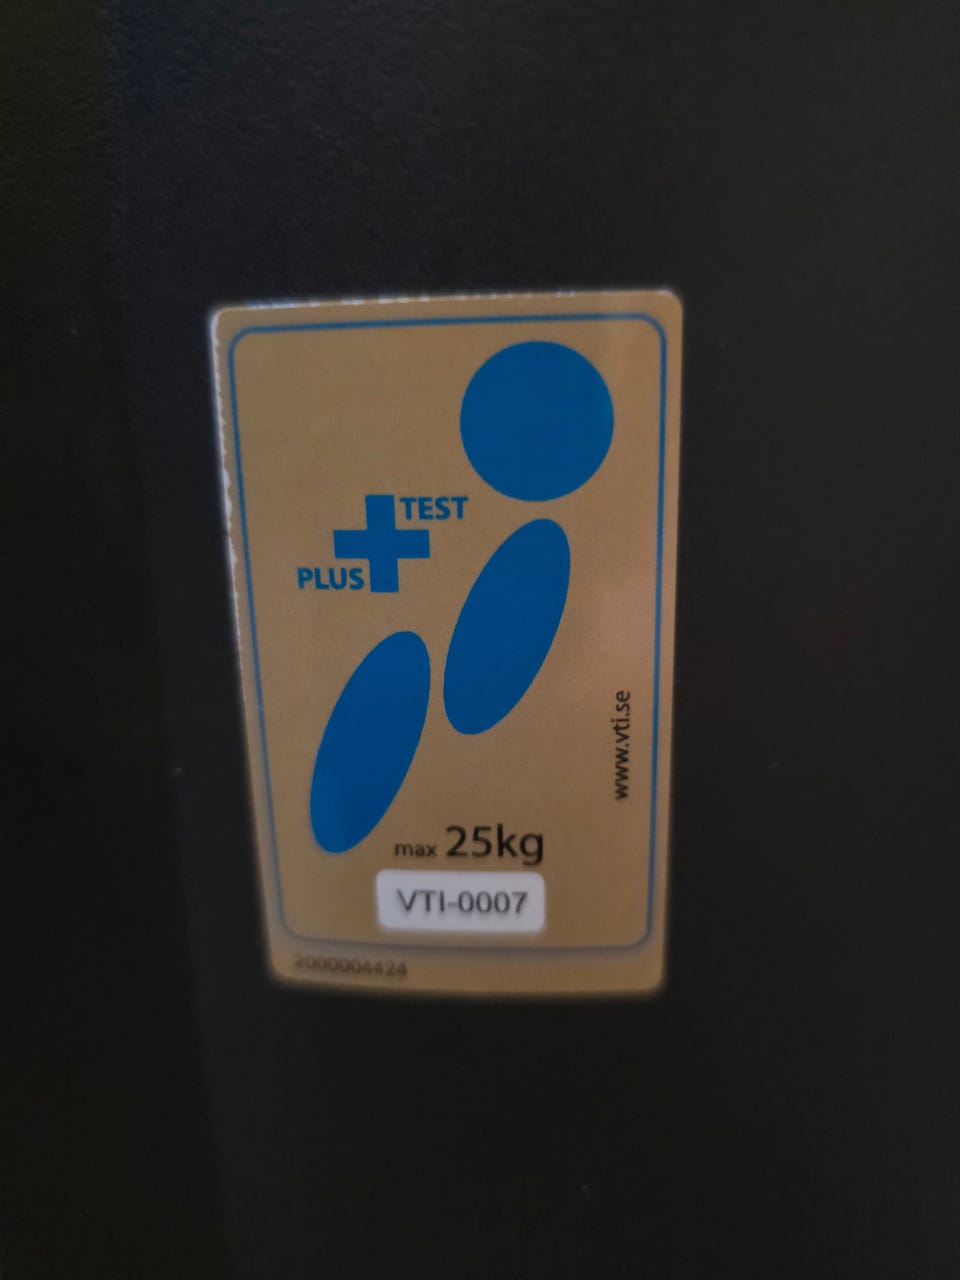 TEST
PLUS
www.vti.se
max 25kg
VTI-0007
2000004424